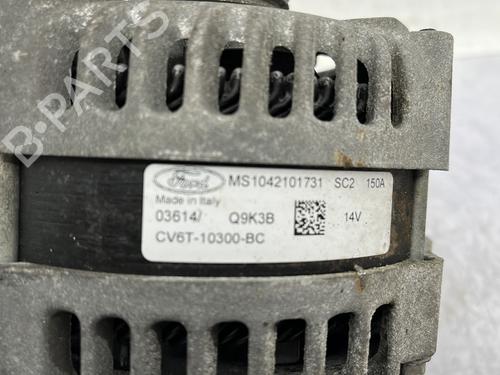 B-PARTS
Ford MS1042101731 SC2 150A
Made in Italy
03614/ Q9K3B 14V
CV6T-10300-BC